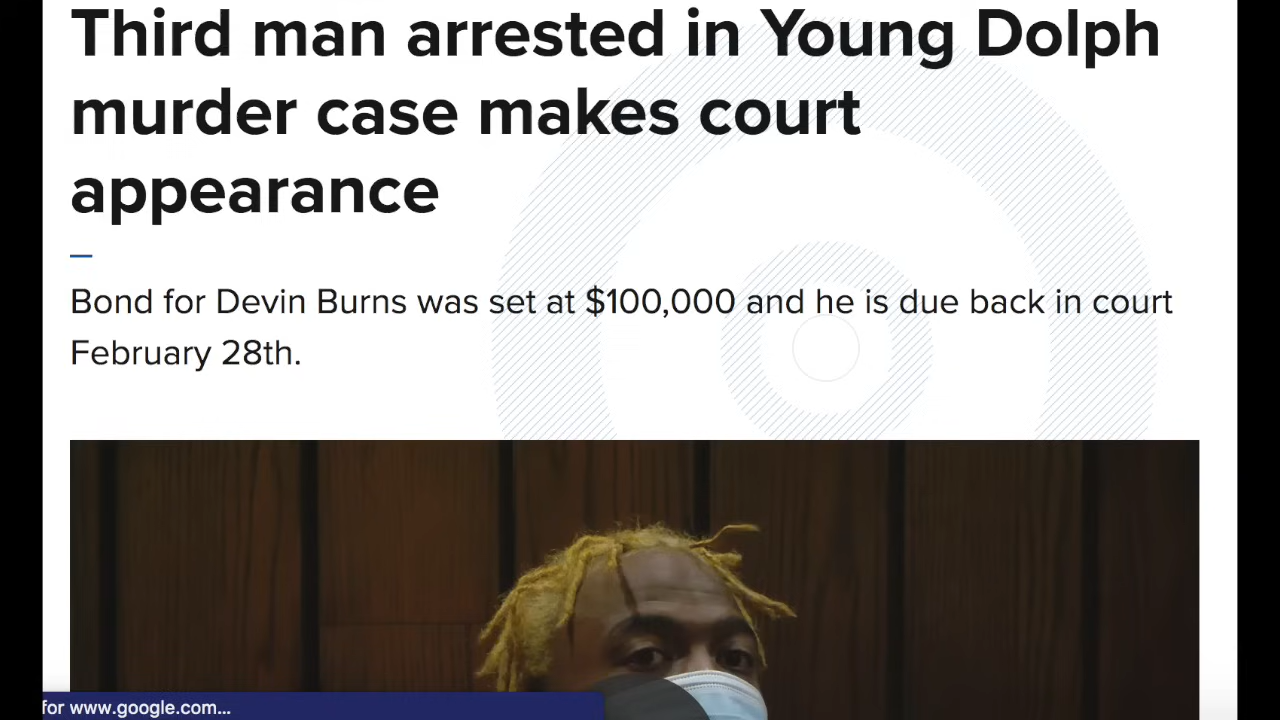 Third man arrested in Young Dolph
murder case makes court
appearance
Bond for Devin Burns was set at $100,000 and he is due back in court
February 28th.
for www.google.com...